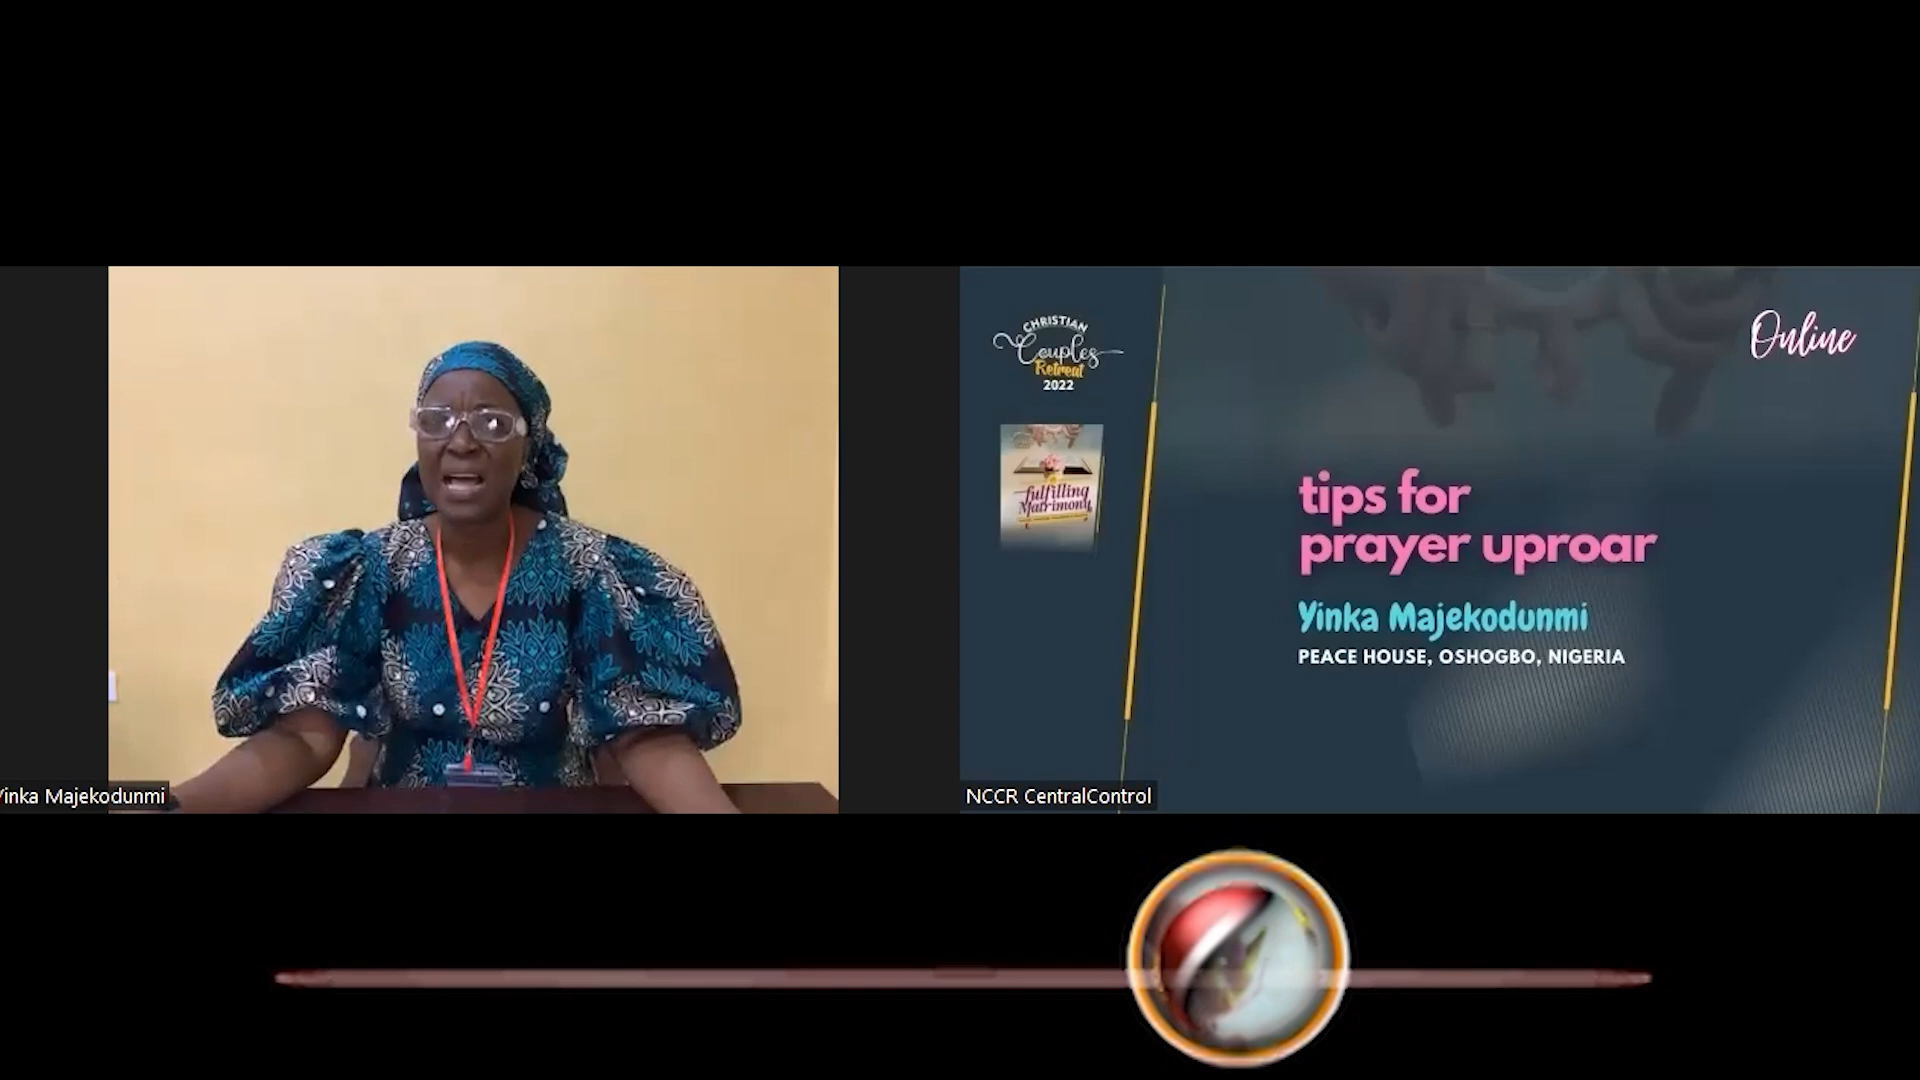 Yinka Majekodunmi
CHRISTIAN
Couples
Retreat
2022
fulfilling
Matrimony
Online
tips for
prayer uproar
Yinka Majekodunmi
PEACE HOUSE, OSHOGBO, NIGERIA
NCCR CentralControl